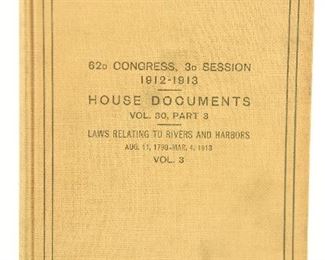 62D CONGRESS, 3D SESSION
1912-1913
HOUSE DOCUMENTS
VOL. 30, PART 3
LAWS RELATING TO RIVERS AND HARBORS
AUG. 11, 1790-MAR. 4, 1913
VOL. 3